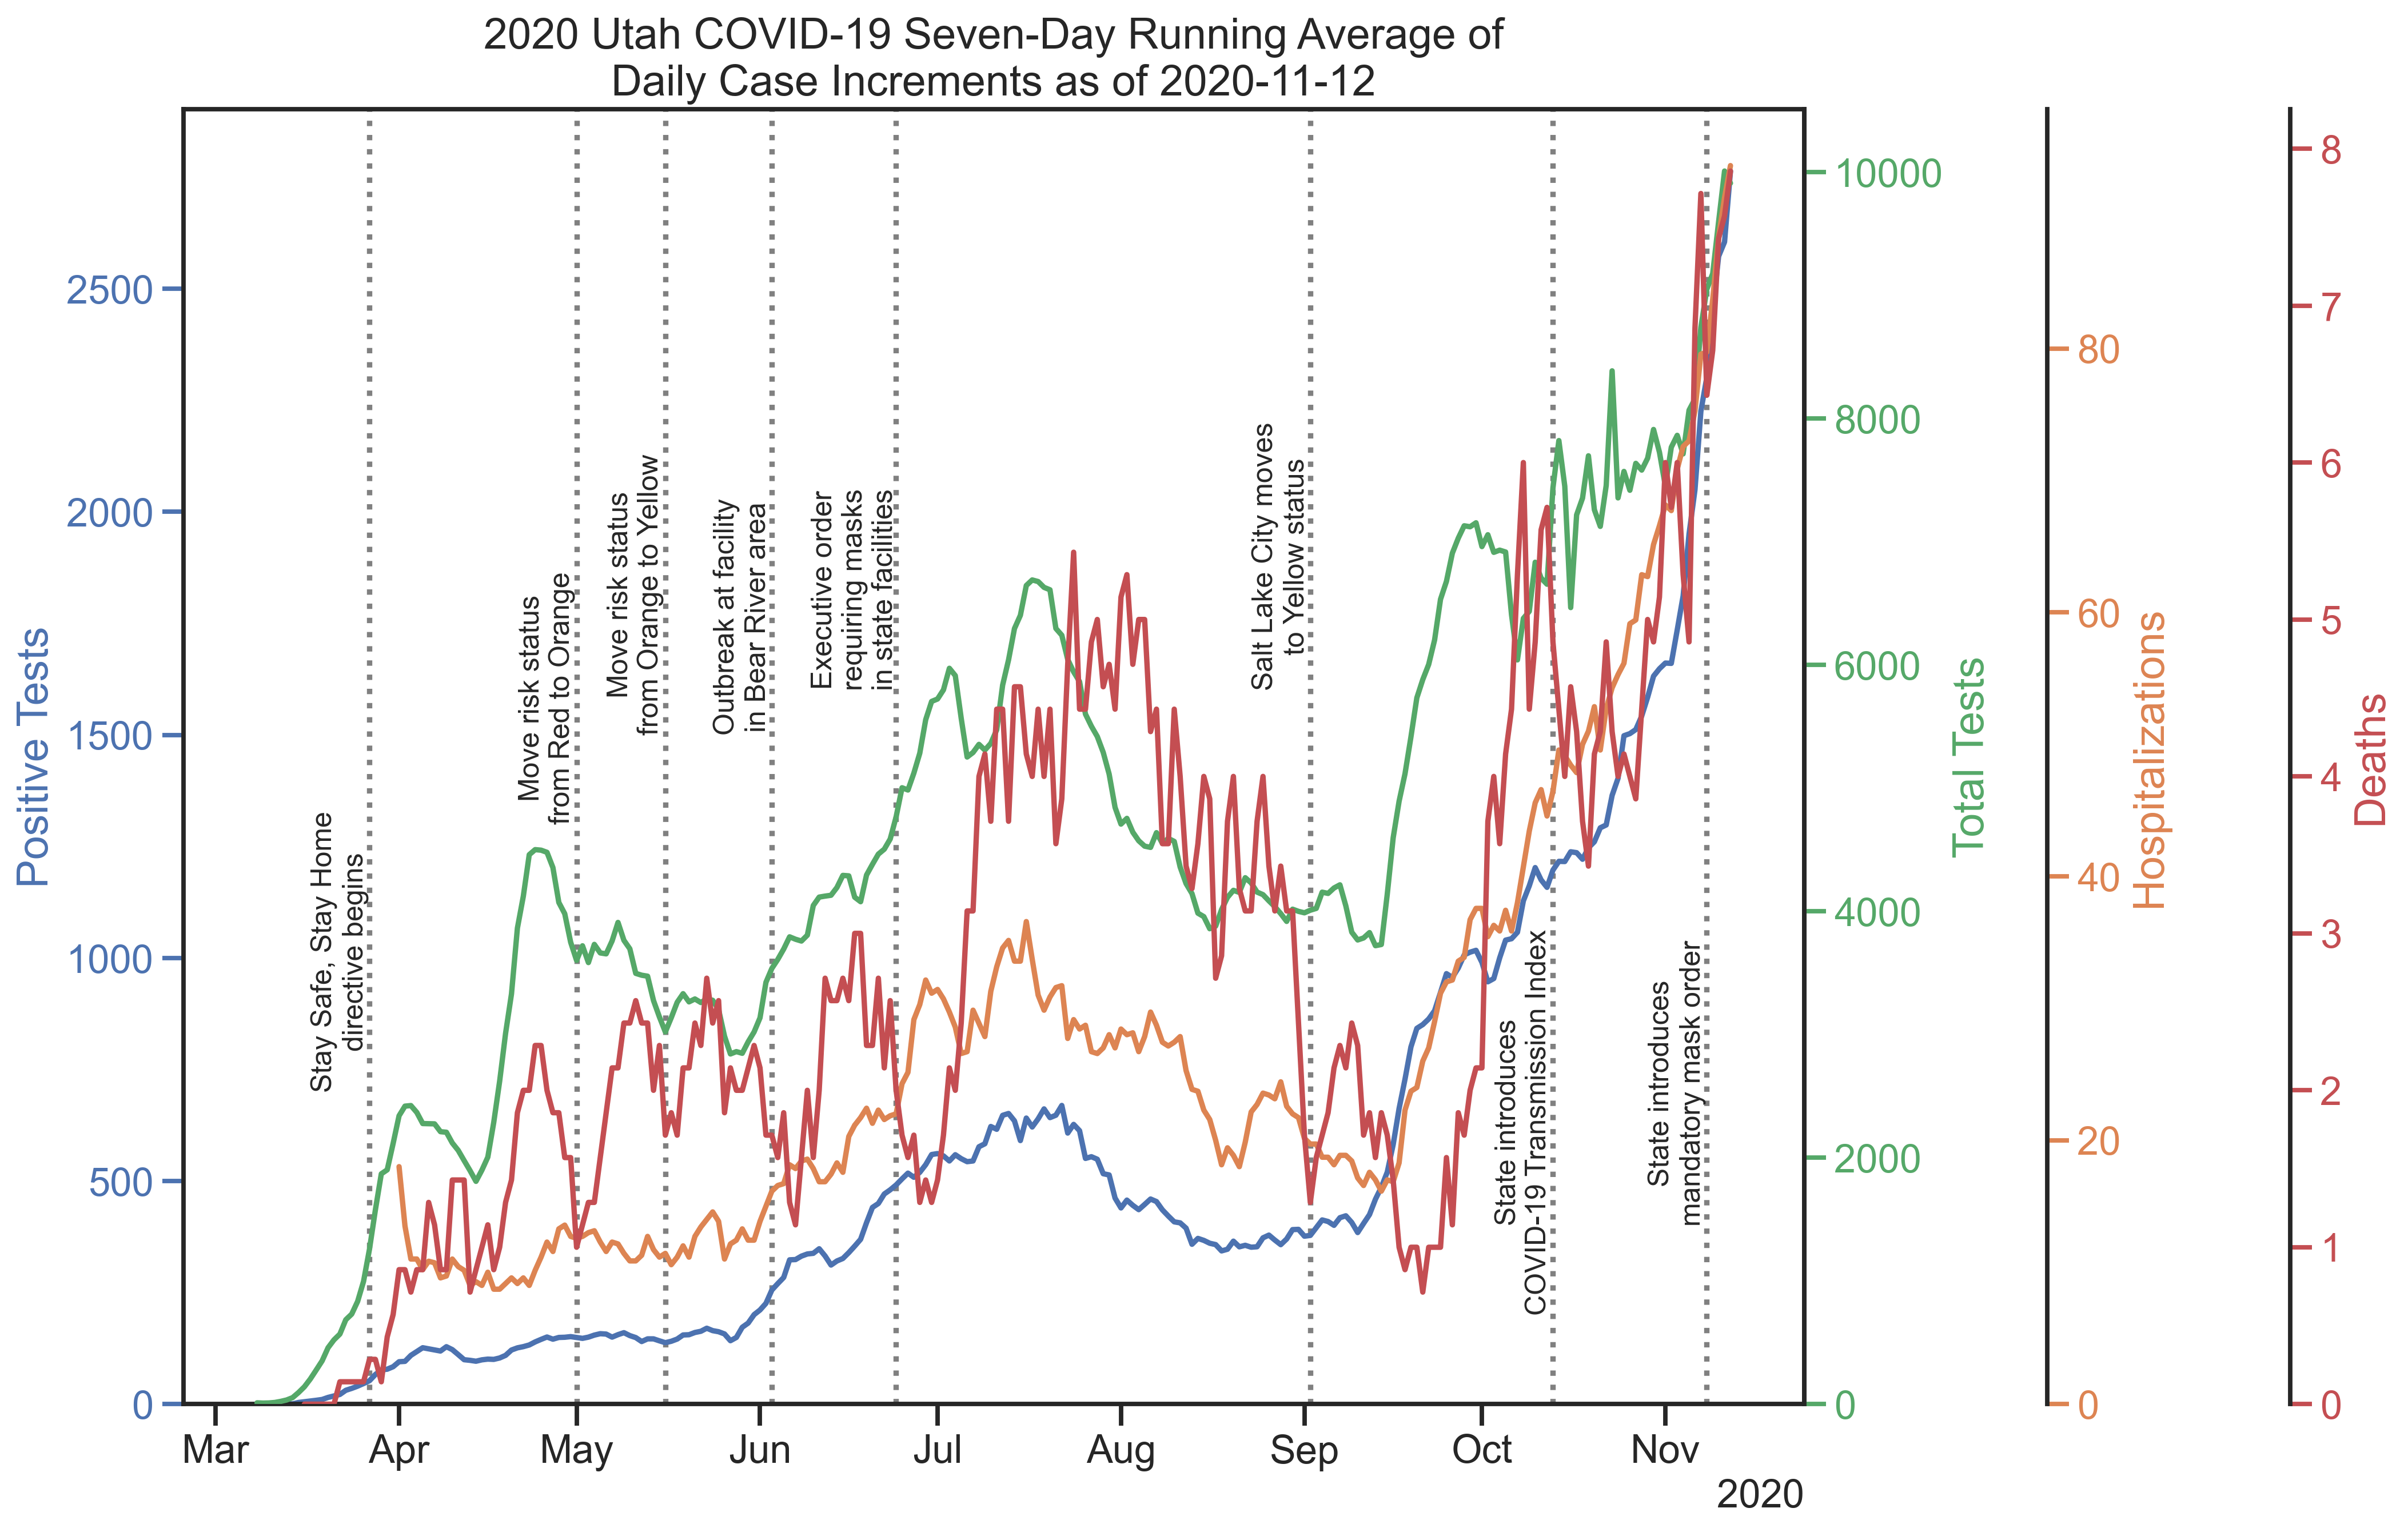 2020 Utah COVID-19 Seven-Day Running Average of
Daily Case Increments as of 2020-11-12
Positive Tests
2500
2000
1500
1000
500
0
Stay Safe, Stay Home
directive begins
Move risk status
from Red to Orange
Move risk status
from Orange to Yellow
Outbreak at facility
in Bear River area
Executive order
requiring masks
in state facilities
Salt Lake City moves
to Yellow status
State introduces
COVID-19 Transmission Index
State introduces
mandatory mask order
10000
8000
6000
4000
2000
0
Total Tests
80
60
40
20
0
Hospitalizations
8
7
6
5
4
3
2
1
0
Deaths
Mar Apr May Jun Jul Aug Sep Oct Nov
2020